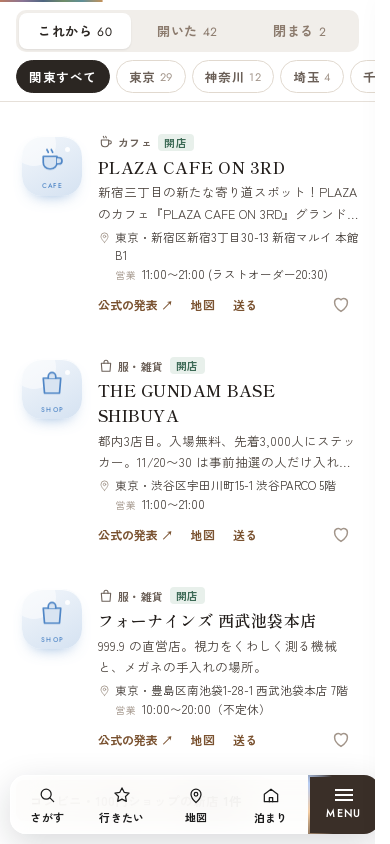 これから 60 開いた 42 閉まる 2
関東すべて 東京 29 神奈川 12 埼玉 4 千
カフェ 開店
CAFE
PLAZA CAFE ON 3RD
新宿三丁目の新たな寄り道スポット！PLAZA
のカフェ『PLAZA CAFE ON 3RD』グランド…
東京・新宿区新宿3丁目30-13 新宿マルイ 本館
B1
営業 11:00〜21:00 (ラストオーダー20:30)
公式の発表 ↗ 地図 送る
服・雑貨 開店
SHOP
THE GUNDAM BASE
SHIBUYA
都内3店目。入場無料、先着3,000人にステッ
カー。11/20〜30 は事前抽選の人だけ入れ…
東京・渋谷区宇田川町15-1 渋谷PARCO 5階
営業 11:00〜21:00
公式の発表 ↗ 地図 送る
服・雑貨 開店
SHOP
フォーナインズ 西武池袋本店
999.9 の直営店。視力をくわしく測る機械
と、メガネの手入れの場所。
東京・豊島区南池袋1-28-1 西武池袋本店 7階
営業 10:00〜20:00（不定休）
公式の発表 ↗ 地図 送る
さがす 行きたい 地図 泊まり MENU